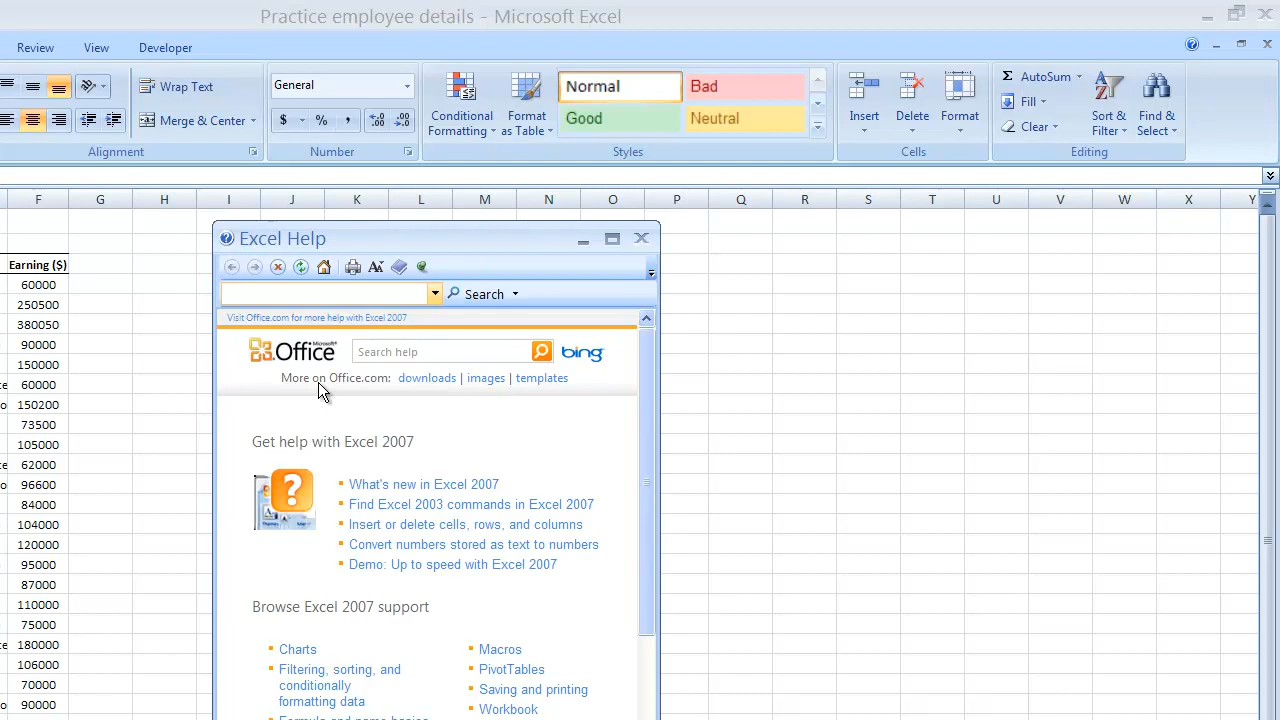 Practice employee details - Microsoft Excel
Review View Developer
Wrap Text
General
Normal
Bad
AutoSum
Merge & Center
$ % ,
Conditional Formatting
Format as Table
Good
Neutral
Insert
Delete
Format
Fill
Clear
Sort & Filter
Find & Select
Alignment
Number
Styles
Cells
Editing
F G H I J K L M N O P Q R S T U V W X Y
Earning ($)
60000
250500
380050
90000
150000
60000
150200
73500
105000
62000
96600
84000
104000
120000
95000
87000
110000
75000
180000
106000
70000
90000
Excel Help
Search
Visit Office.com for more help with Excel 2007
Microsoft
Office
Search help
bing
More on Office.com: downloads | images | templates
Get help with Excel 2007
What's new in Excel 2007
Find Excel 2003 commands in Excel 2007
Insert or delete cells, rows, and columns
Convert numbers stored as text to numbers
Demo: Up to speed with Excel 2007
Browse Excel 2007 support
Charts
Filtering, sorting, and
conditionally
formatting data
Formula and name basics
Macros
PivotTables
Saving and printing
Workbook